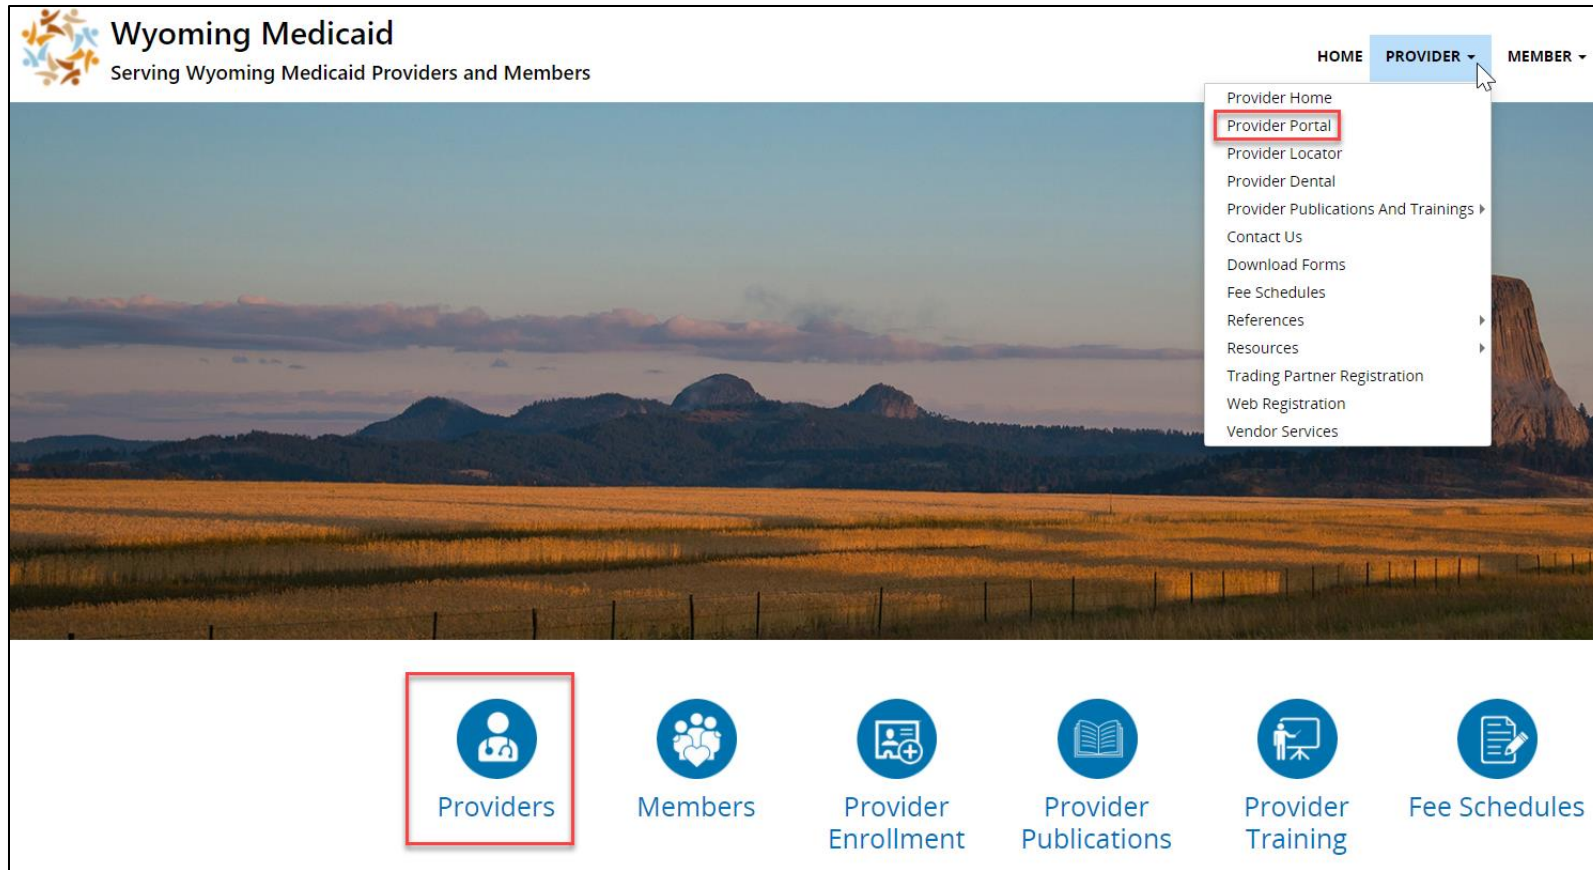 Wyoming Medicaid
Serving Wyoming Medicaid Providers and Members
HOME PROVIDER MEMBER
Provider Home
Provider Portal
Provider Locator
Provider Dental
Provider Publications And Trainings
Contact Us
Download Forms
Fee Schedules
References
Resources
Trading Partner Registration
Web Registration
Vendor Services
Providers
Members
Provider
Enrollment
Provider
Publications
Provider
Training
Fee Schedules